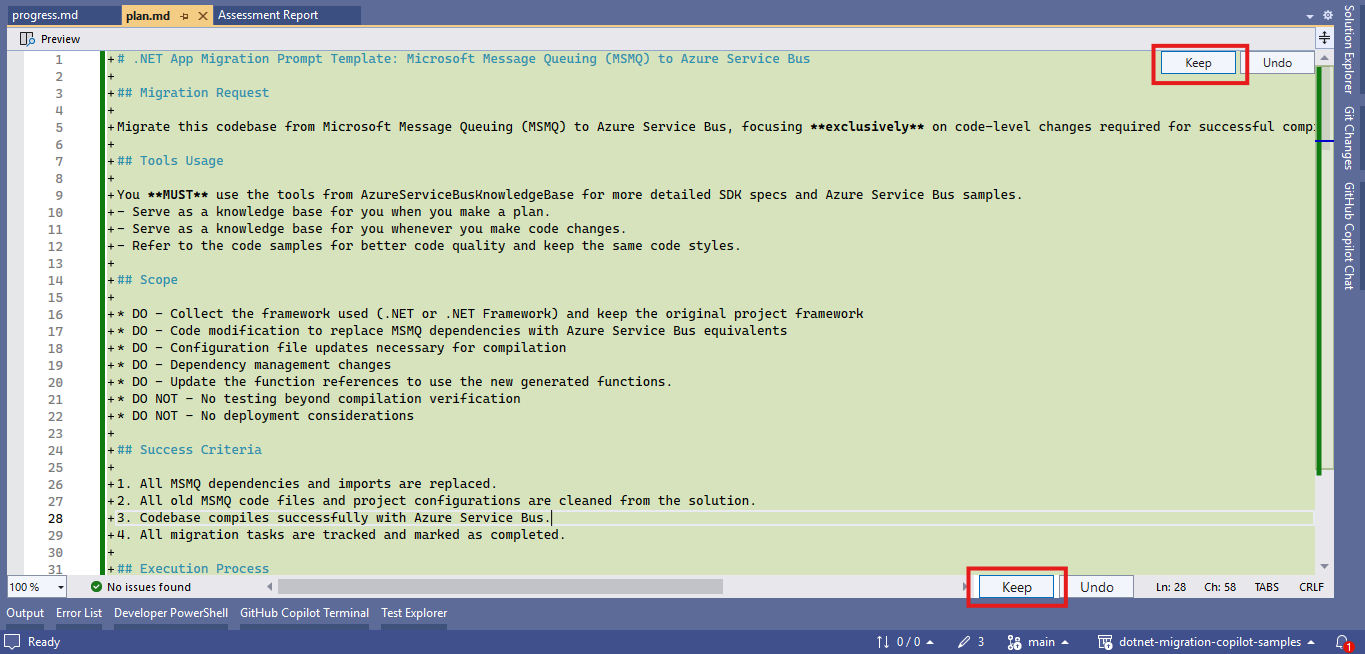 progress.md
plan.md
Assessment Report
Preview
1 +# .NET App Migration Prompt Template: Microsoft Message Queuing (MSMQ) to Azure Service Bus
2 +
3 +## Migration Request
4 +
5 +Migrate this codebase from Microsoft Message Queuing (MSMQ) to Azure Service Bus, focusing **exclusively** on code-level changes required for successful comp
6 +
7 +## Tools Usage
8 +
9 +You **MUST** use the tools from AzureServiceBusKnowledgeBase for more detailed SDK specs and Azure Service Bus samples.
10 +- Serve as a knowledge base for you when you make a plan.
11 +- Serve as a knowledge base for you whenever you make code changes.
12 +- Refer to the code samples for better code quality and keep the same code styles.
13 +
14 +## Scope
15 +
16 +* DO - Collect the framework used (.NET or .NET Framework) and keep the original project framework
17 +* DO - Code modification to replace MSMQ dependencies with Azure Service Bus equivalents
18 +* DO - Configuration file updates necessary for compilation
19 +* DO - Dependency management changes
20 +* DO - Update the function references to use the new generated functions.
21 +* DO NOT - No testing beyond compilation verification
22 +* DO NOT - No deployment considerations
23 +
24 +## Success Criteria
25 +
26 +1. All MSMQ dependencies and imports are replaced.
27 +2. All old MSMQ code files and project configurations are cleaned from the solution.
28 +3. Codebase compiles successfully with Azure Service Bus.
29 +4. All migration tasks are tracked and marked as completed.
30 +
31 +## Execution Process
Keep
Undo
Solution Explorer
Git Changes
GitHub Copilot Chat
100 %
No issues found
Keep
Undo
Ln: 28
Ch: 58
TABS
CRLF
Output
Error List
Developer PowerShell
GitHub Copilot Terminal
Test Explorer
Ready
0 / 0
3
main
dotnet-migration-copilot-samples
1